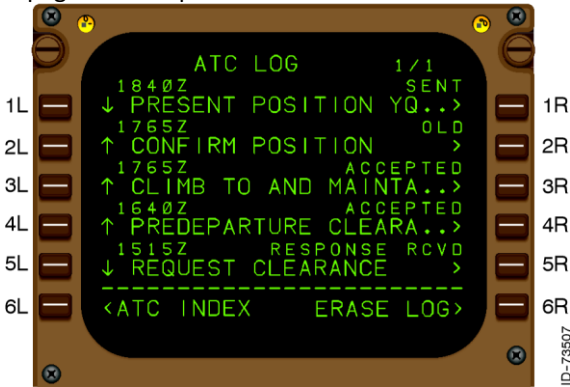 ATC LOG 1/1
184ØZ SENT
1L ↓ PRESENT POSITION YQ..> 1R
1765Z OLD
2L ↑ CONFIRM POSITION > 2R
1765Z ACCEPTED
3L ↑ CLIMB TO AND MAINTA..> 3R
164ØZ ACCEPTED
4L ↑ PREDEPARTURE CLEARA..> 4R
1515Z RESPONSE RCVD
5L ↓ REQUEST CLEARANCE > 5R
------------------------
6L <ATC INDEX ERASE LOG> 6R
ID-73507